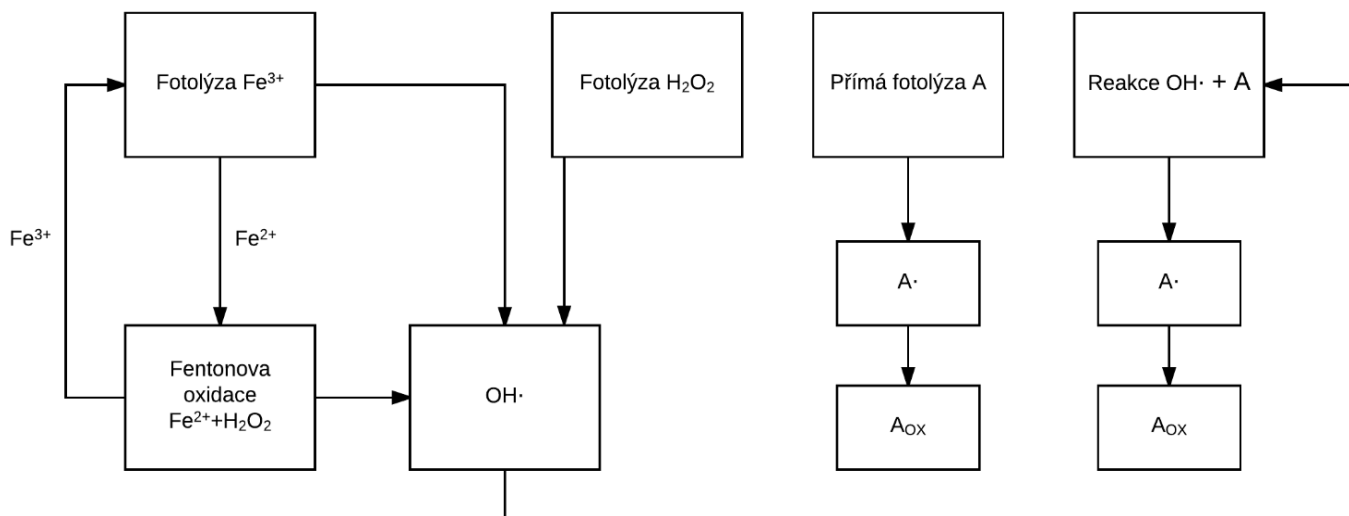 Fotolýza Fe³⁺
Fotolýza H₂O₂
Přímá fotolýza A
Reakce OH· + A
Fe³⁺
Fe²⁺
A·
A·
Fentonova
oxidace
Fe²⁺+H₂O₂
OH·
A_OX
A_OX